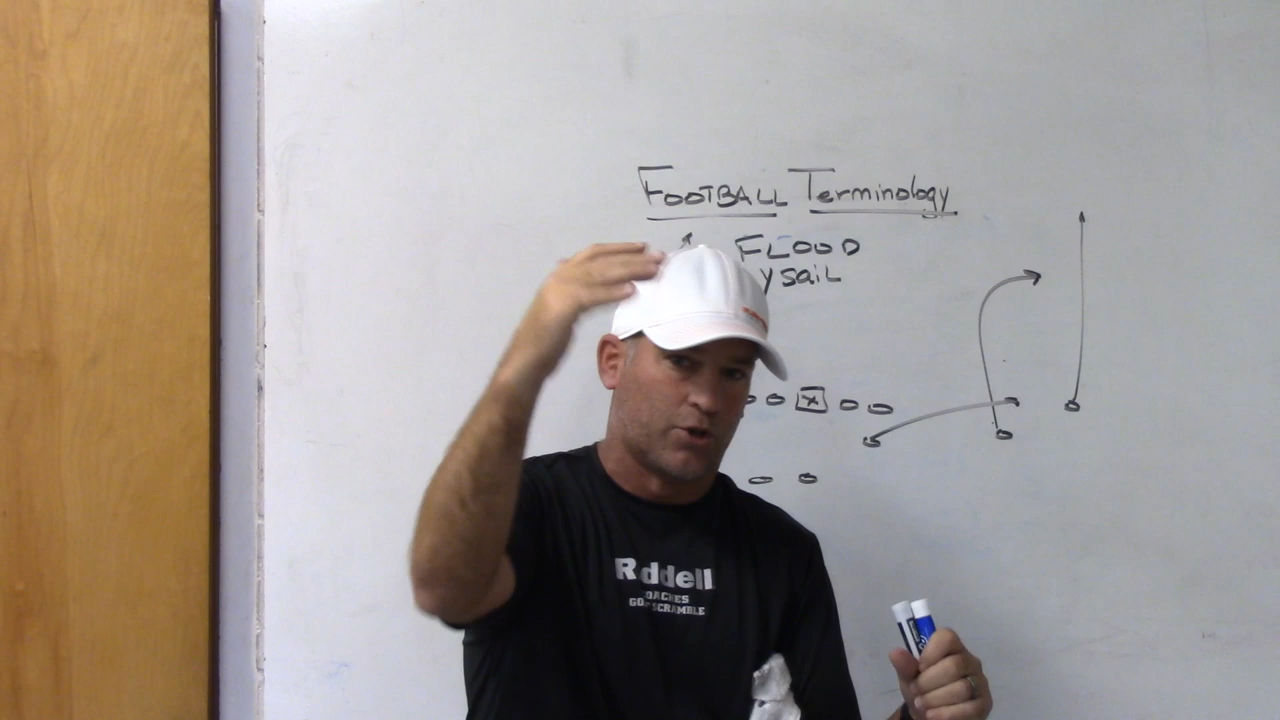 FOOTBALL Terminology
FLOOD
y SaiL
x
Riddell
COACHES
GOLF SCRAMBLE